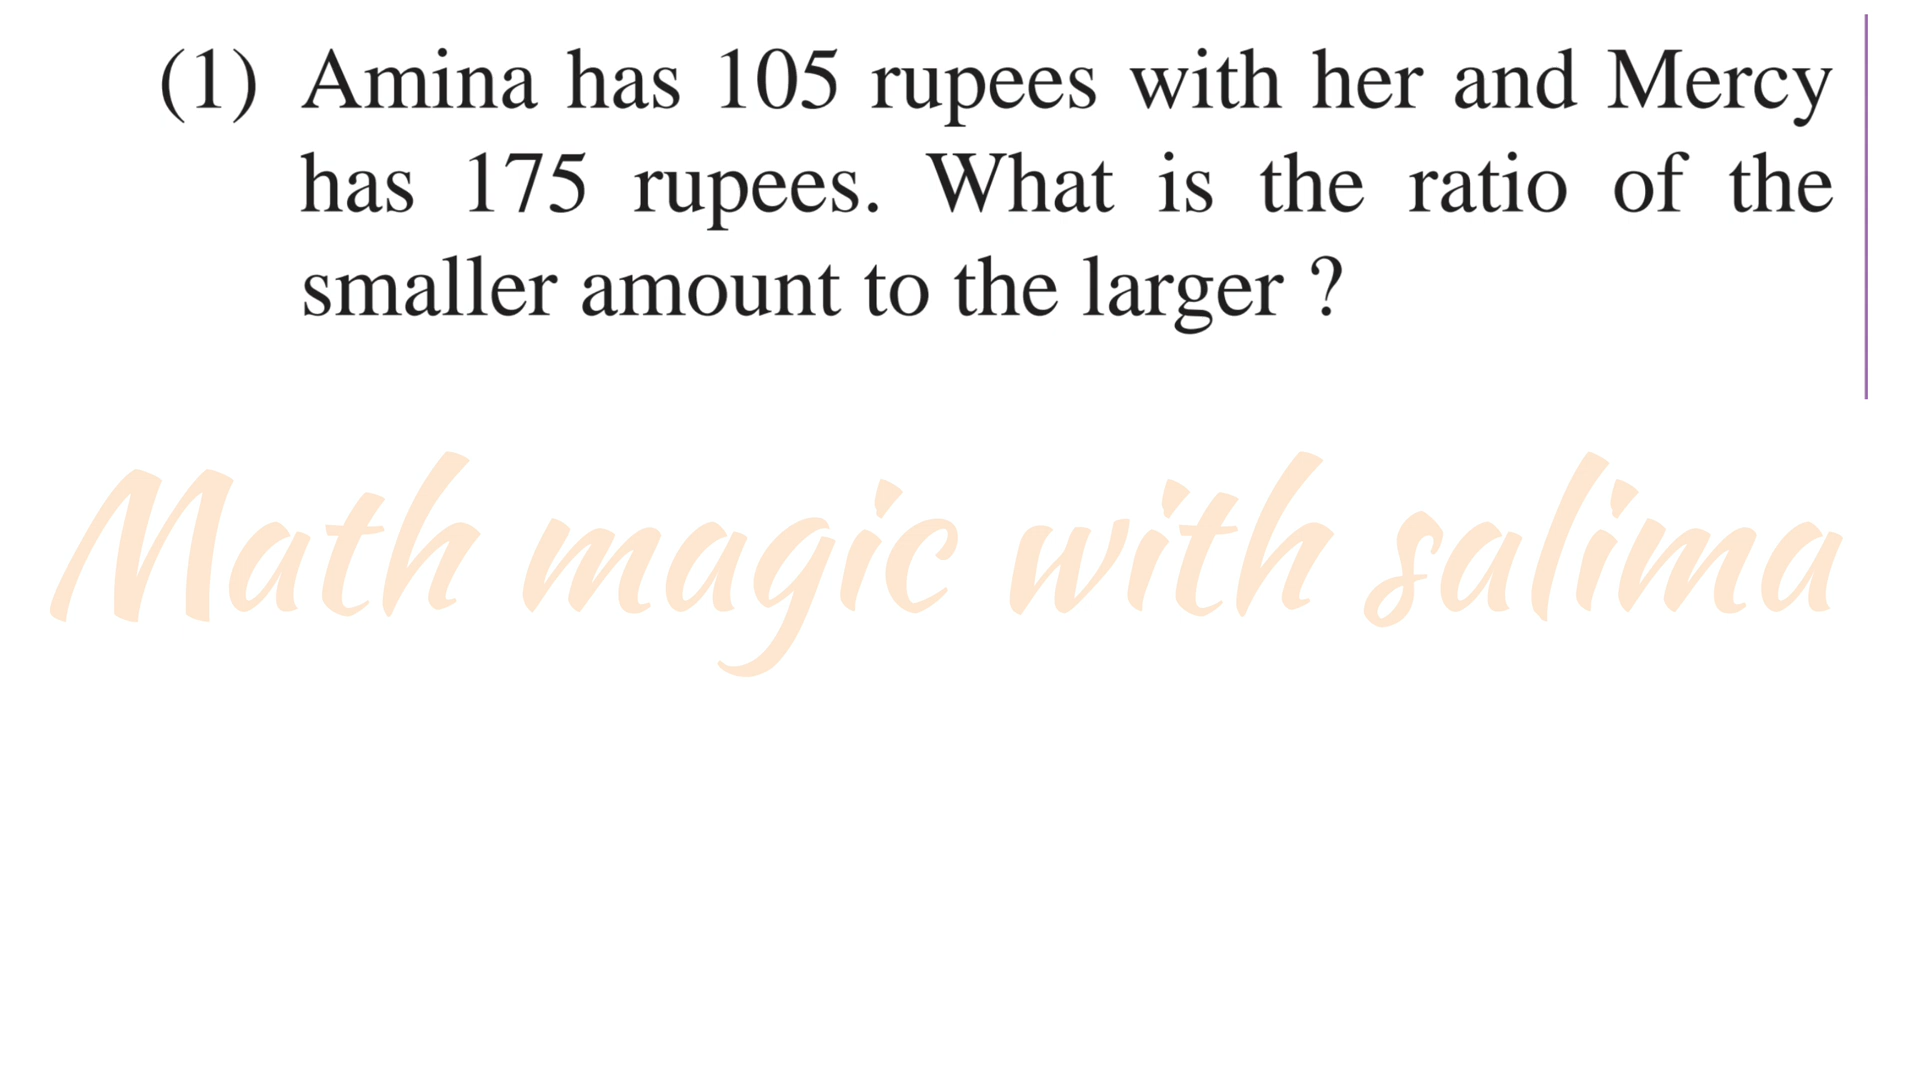 (1) Amina has 105 rupees with her and Mercy
has 175 rupees. What is the ratio of the
smaller amount to the larger ?
Math magic with salima